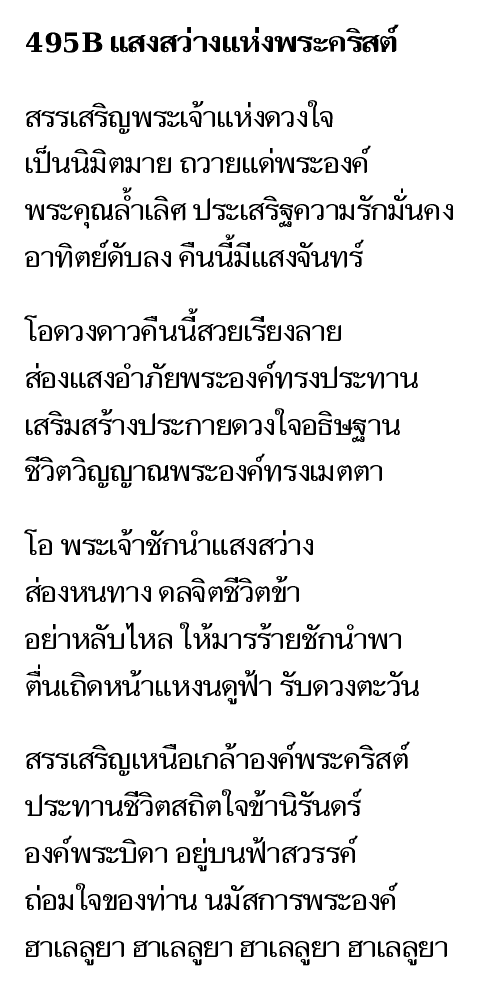 495B แสงสว่างแห่งพระคริสต์
สรรเสริญพระเจ้าแห่งดวงใจ
เป็นนิมิตมาย ถวายแด่พระองค์
พระคุณล้ำเลิศ ประเสริฐความรักมั่นคง
อาทิตย์ดับลง คืนนี้มีแสงจันทร์
โอดวงดาวคืนนี้สวยเรียงลาย
ส่องแสงอำภัยพระองค์ทรงประทาน
เสริมสร้างประกายดวงใจอธิษฐาน
ชีวิตวิญญาณพระองค์ทรงเมตตา
โอ พระเจ้าชักนำแสงสว่าง
ส่องหนทาง ดลจิตชีวิตข้า
อย่าหลับไหล ให้มารร้ายชักนำพา
ตื่นเถิดหน้าแหงนดูฟ้า รับดวงตะวัน
สรรเสริญเหนือเกล้าองค์พระคริสต์
ประทานชีวิตสถิตใจข้านิรันดร์
องค์พระบิดา อยู่บนฟ้าสวรรค์
ถ่อมใจของท่าน นมัสการพระองค์
ฮาเลลูยา ฮาเลลูยา ฮาเลลูยา ฮาเลลูยา